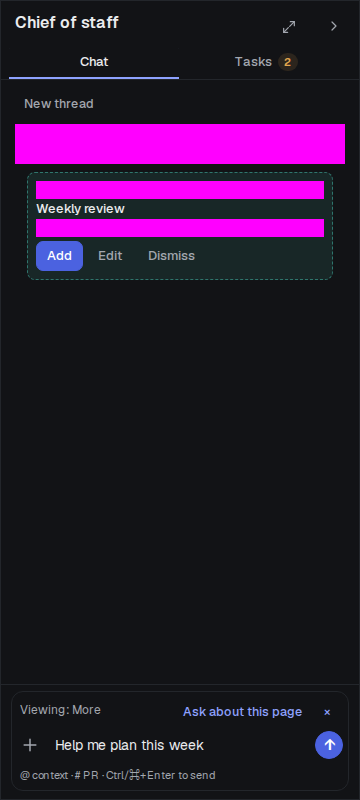 Chief of staff
Chat
Tasks 2
New thread
Weekly review
Add Edit Dismiss
Viewing: More
Ask about this page ×
Help me plan this week
@ context · # PR · Ctrl/⌘+Enter to send